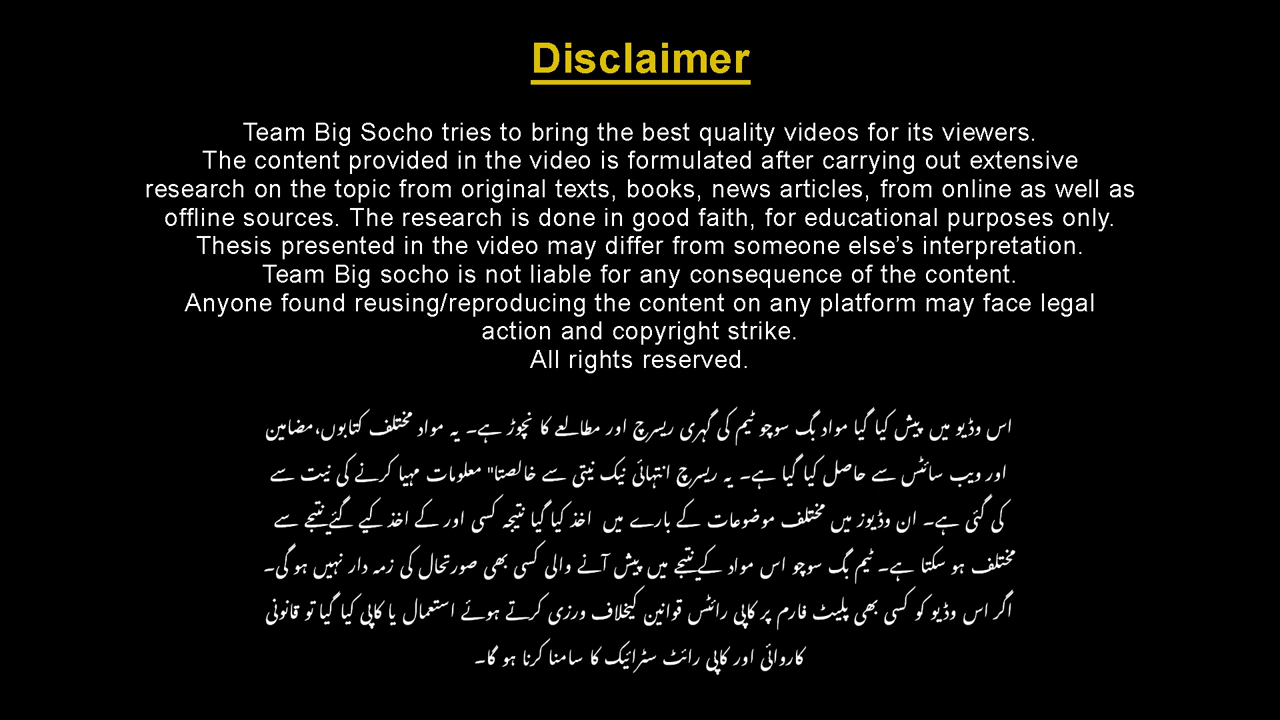 Disclaimer
Team Big Socho tries to bring the best quality videos for its viewers.
The content provided in the video is formulated after carrying out extensive
research on the topic from original texts, books, news articles, from online as well as
offline sources. The research is done in good faith, for educational purposes only.
Thesis presented in the video may differ from someone else’s interpretation.
Team Big socho is not liable for any consequence of the content.
Anyone found reusing/reproducing the content on any platform may face legal
action and copyright strike.
All rights reserved.
اس وڈیو میں پیش کیا گیا مواد بگ سوچو ٹیم کی گہری ریسرچ اور مطالعے کا نچوڑ ہے۔ یہ مواد مختلف کتابوں،مضامین
اور ویب سائٹس سے حاصل کیا گیا ہے۔ یہ ریسرچ انتہائی نیک نیتی سے خالصتا" معلومات مہیا کرنے کی نیت سے
کی گئی ہے۔ ان وڈیوز میں مختلف موضوعات کے بارے میں اخذ کیا گیا نتیجہ کسی اور کے اخذ کیے گئے نتیجے سے
مختلف ہو سکتا ہے۔ ٹیم بگ سوچو اس مواد کے نتیجے میں پیش آنے والی کسی بھی صورتحال کی زمہ دار نہیں ہو گی۔
اگر اس وڈیو کو کسی بھی پلیٹ فارم پر کاپی رائٹس قوانین کیخلاف ورزی کرتے ہوئے استعمال یا کاپی کیا گیا تو قانونی
کاروائی اور کاپی رائٹ سٹرائیک کا سامنا کرنا ہو گا۔